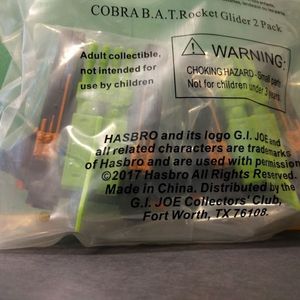 COBRA B.A.T. Rocket Glider 2 Pack
Adult collectible,
not intended for
use by children
WARNING:
CHOKING HAZARD - Small parts
Not for children under 3 years
HASBRO and its logo G.I. JOE and
all related characters are trademarks
of Hasbro and are used with permission
©2017 Hasbro. All Rights Reserved.
Made in China. Distributed by the
G.I. JOE Collectors' Club,
Fort Worth, TX 76108.